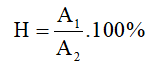 H = A₁/A₂ .100%